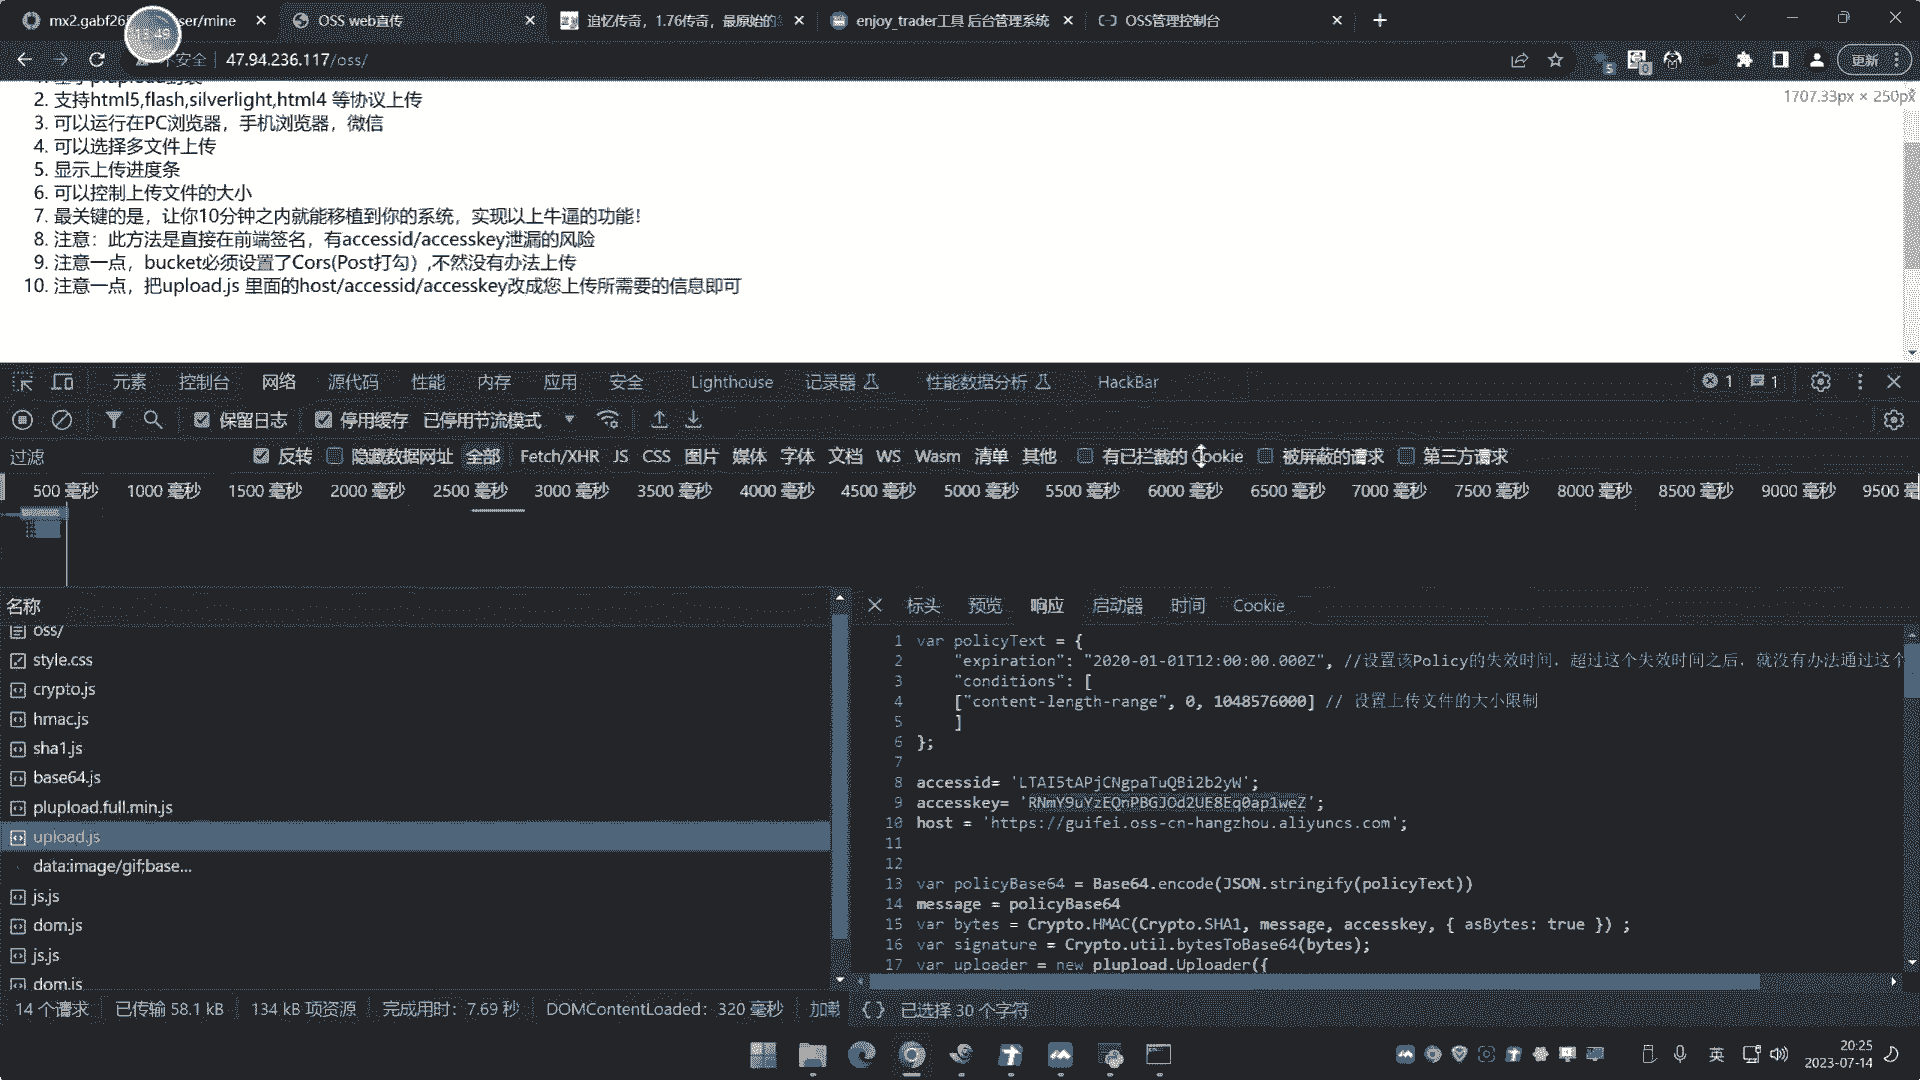 mx2.gabf26 ser/mine
OSS web直传
追忆传奇，1.76传奇，最原始的
enjoy_trader工具 后台管理系统
OSS管理控制台
13:49
不安全
47.94.236.117/oss/
更新
1707.33px × 250px
2. 支持html5,flash,silverlight,html4 等协议上传
3. 可以运行在PC浏览器，手机浏览器，微信
4. 可以选择多文件上传
5. 显示上传进度条
6. 可以控制上传文件的大小
7. 最关键的是，让你10分钟之内就能移植到你的系统，实现以上牛逼的功能！
8. 注意：此方法是直接在前端签名，有accessid/accesskey泄漏的风险
9. 注意一点，bucket必须设置了Cors(Post打勾）,不然没有办法上传
10. 注意一点，把upload.js 里面的host/accessid/accesskey改成您上传所需要的信息即可
元素 控制台 网络 源代码 性能 内存 应用 安全 Lighthouse 记录器 性能数据分析 HackBar 1 1
保留日志 停用缓存 已停用节流模式
过滤 反转 隐藏数据网址 全部 Fetch/XHR JS CSS 图片 媒体 字体 文档 WS Wasm 清单 其他 有已拦截的 Cookie 被屏蔽的请求 第三方请求
500 毫秒 1000 毫秒 1500 毫秒 2000 毫秒 2500 毫秒 3000 毫秒 3500 毫秒 4000 毫秒 4500 毫秒 5000 毫秒 5500 毫秒 6000 毫秒 6500 毫秒 7000 毫秒 7500 毫秒 8000 毫秒 8500 毫秒 9000 毫秒 9500 毫
名称
oss/
style.css
crypto.js
hmac.js
sha1.js
base64.js
plupload.full.min.js
upload.js
data:image/gif;base...
js.js
dom.js
js.js
dom.js
标头 预览 响应 启动器 时间 Cookie
1 var policyText = {
2 "expiration": "2020-01-01T12:00:00.000Z", //设置该Policy的失效时间，超过这个失效时间之后，就没有办法通过这个
3 "conditions": [
4 ["content-length-range", 0, 1048576000] // 设置上传文件的大小限制
5 ]
6 };
7
8 accessid= 'LTAI5tAPjCNgpaTuQBi2b2yW';
9 accesskey= 'RNmY9uYzEQnPBGJOd2UE8Eq0ap1weZ';
10 host = 'https://guifei.oss-cn-hangzhou.aliyuncs.com';
11
12
13 var policyBase64 = Base64.encode(JSON.stringify(policyText))
14 message = policyBase64
15 var bytes = Crypto.HMAC(Crypto.SHA1, message, accesskey, { asBytes: true }) ;
16 var signature = Crypto.util.bytesToBase64(bytes);
17 var uploader = new plupload.Uploader({
14 个请求 已传输 58.1 kB 134 kB 项资源 完成用时：7.69 秒 DOMContentLoaded：320 毫秒 加载
{} 已选择 30 个字符
英
20:25
2023-07-14